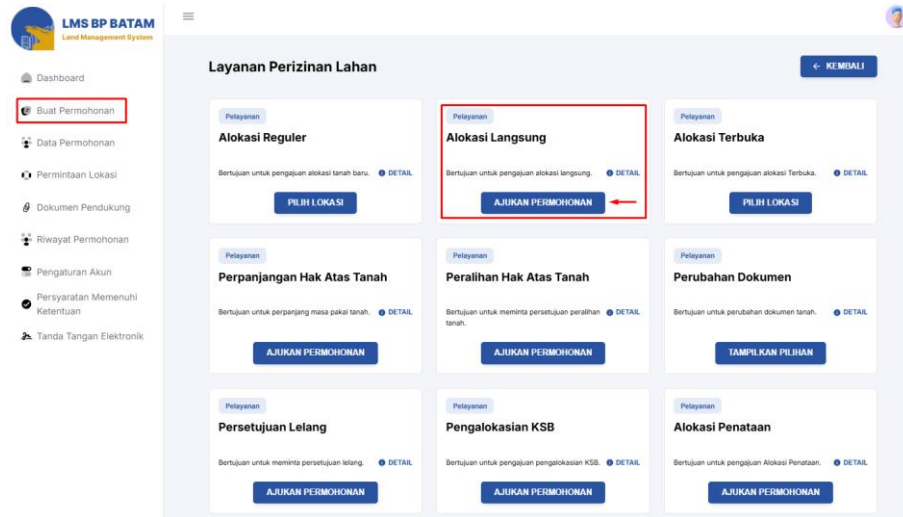 LMS BP BATAM
Land Management System
Dashboard
Buat Permohonan
Data Permohonan
Permintaan Lokasi
Dokumen Pendukung
Riwayat Permohonan
Pengaturan Akun
Persyaratan Memenuhi
Ketentuan
Tanda Tangan Elektronik
Layanan Perizinan Lahan
← KEMBALI
Pelayanan
Alokasi Reguler
Bertujuan untuk pengajuan alokasi tanah baru. DETAIL
PILIH LOKASI
Pelayanan
Alokasi Langsung
Bertujuan untuk pengajuan alokasi langsung. DETAIL
AJUKAN PERMOHONAN
Pelayanan
Alokasi Terbuka
Bertujuan untuk pengajuan alokasi Terbuka. DETAIL
PILIH LOKASI
Pelayanan
Perpanjangan Hak Atas Tanah
Bertujuan untuk perpanjang masa pakai tanah. DETAIL
AJUKAN PERMOHONAN
Pelayanan
Peralihan Hak Atas Tanah
Bertujuan untuk meminta persetujuan peralihan DETAIL
tanah.
AJUKAN PERMOHONAN
Pelayanan
Perubahan Dokumen
Bertujuan untuk perubahan dokumen tanah. DETAIL
TAMPILKAN PILIHAN
Pelayanan
Persetujuan Lelang
Bertujuan untuk meminta persetujuan lelang. DETAIL
AJUKAN PERMOHONAN
Pelayanan
Pengalokasian KSB
Bertujuan untuk pengajuan pengalokasian KSB. DETAIL
AJUKAN PERMOHONAN
Pelayanan
Alokasi Penataan
Bertujuan untuk pengajuan Alokasi Penataan. DETAIL
AJUKAN PERMOHONAN